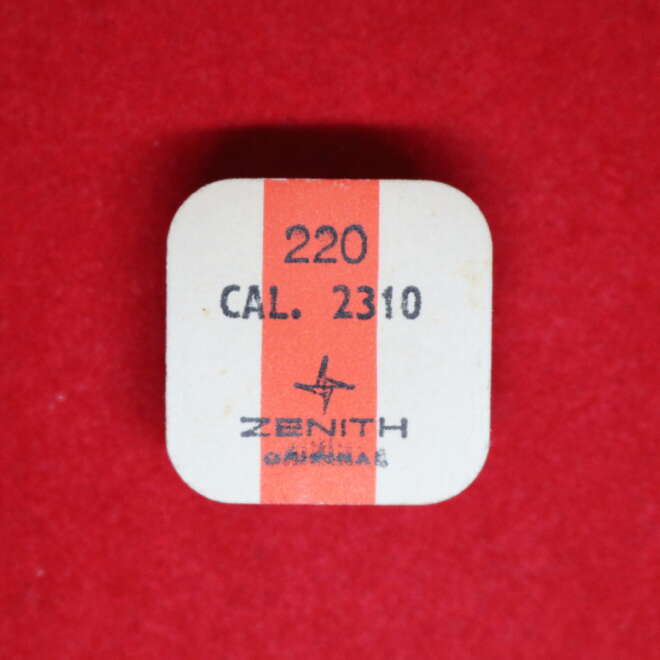 220
CAL. 2310
ZENITH
ORIGINAL